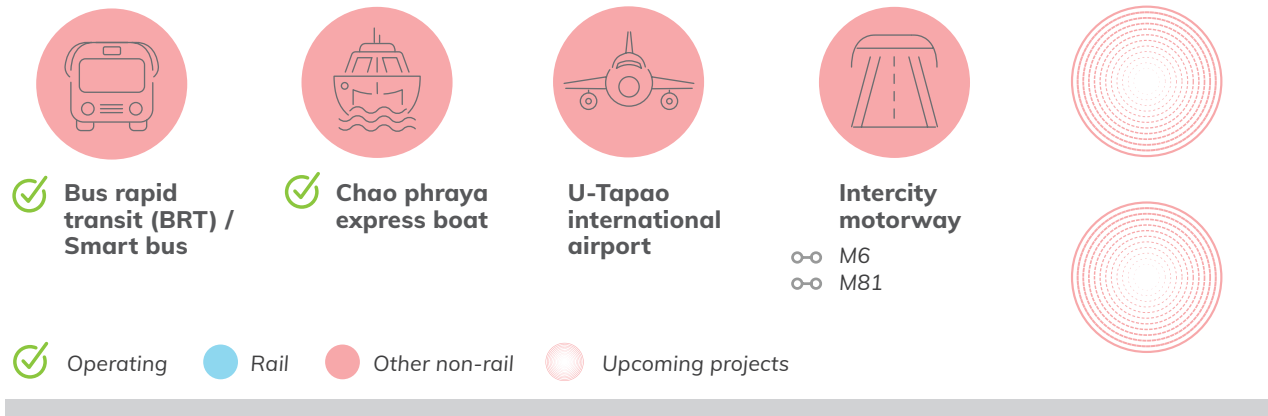 Bus rapid
transit (BRT) /
Smart bus
Chao phraya
express boat
U-Tapao
international
airport
Intercity
motorway
M6
M81
Operating
Rail
Other non-rail
Upcoming projects